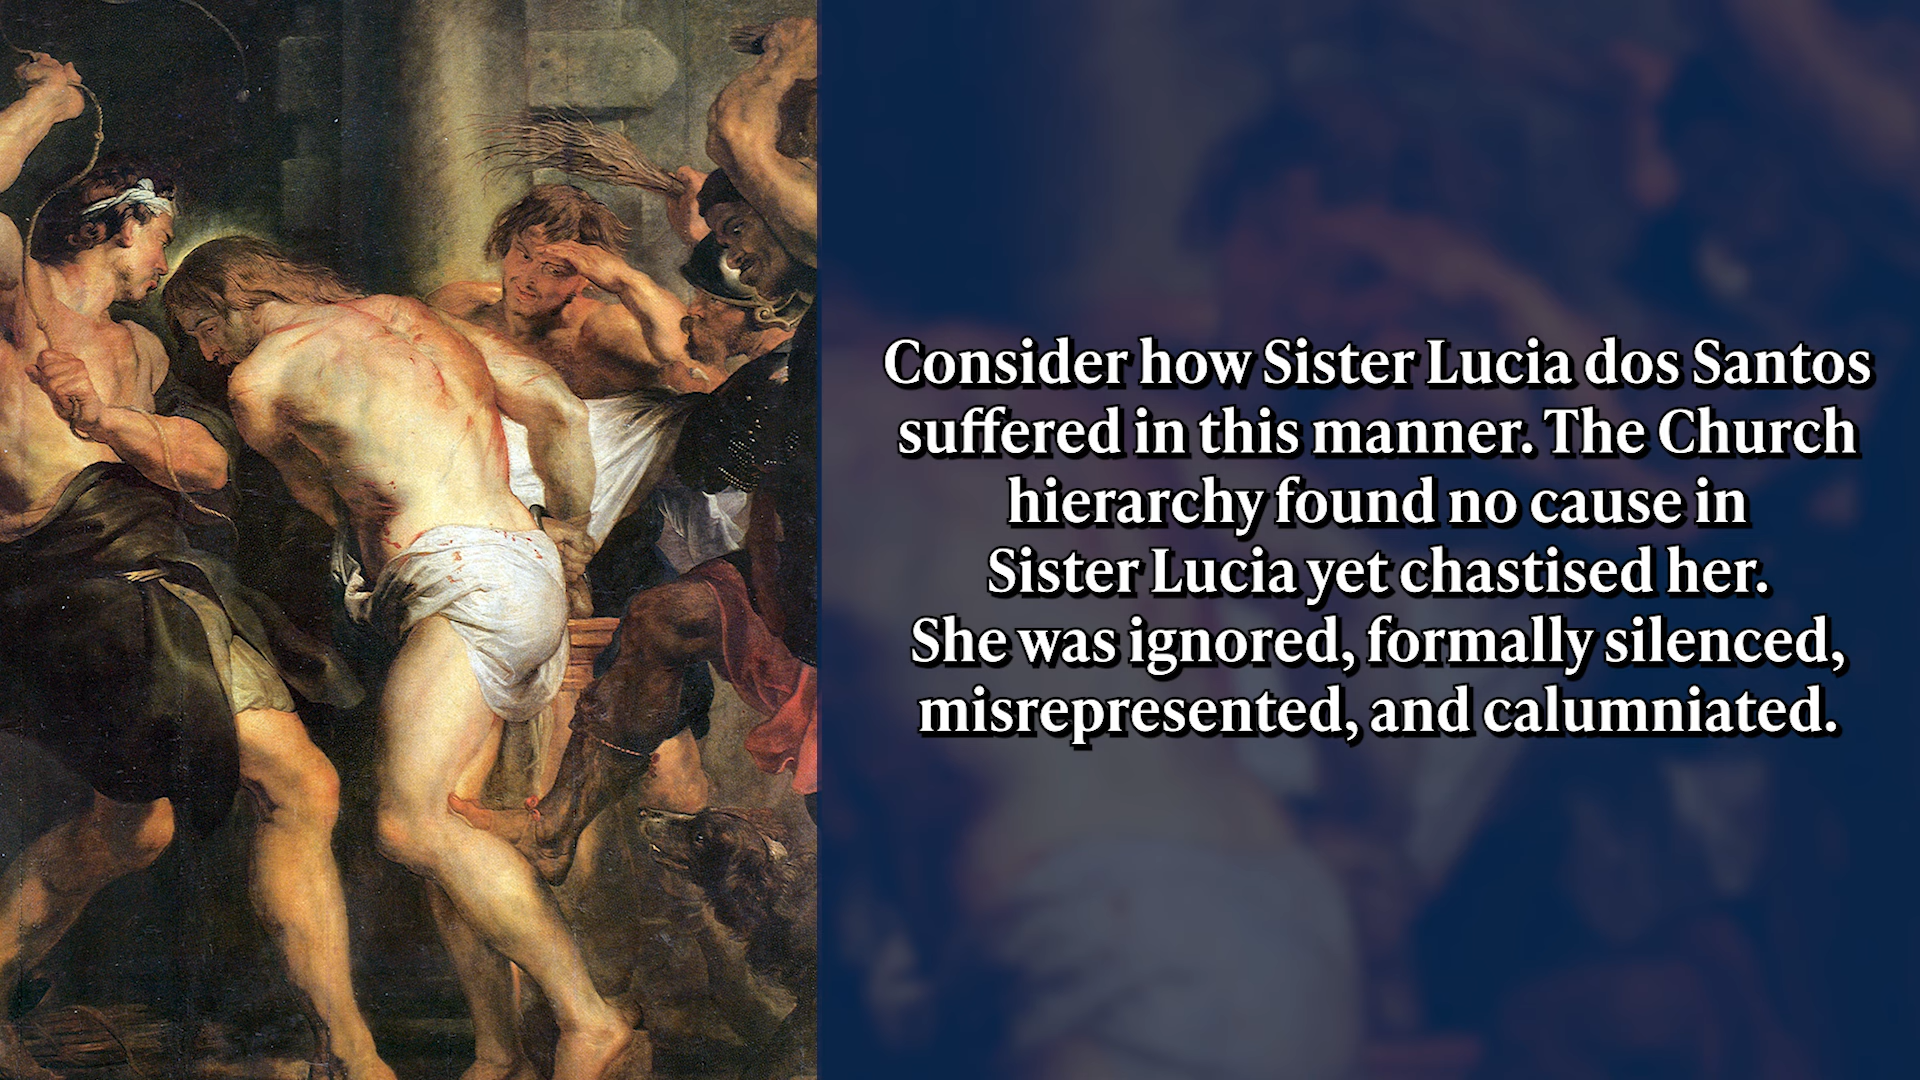 Consider how Sister Lucia dos Santos
suffered in this manner. The Church
hierarchy found no cause in
Sister Lucia yet chastised her.
She was ignored, formally silenced,
misrepresented, and calumniated.